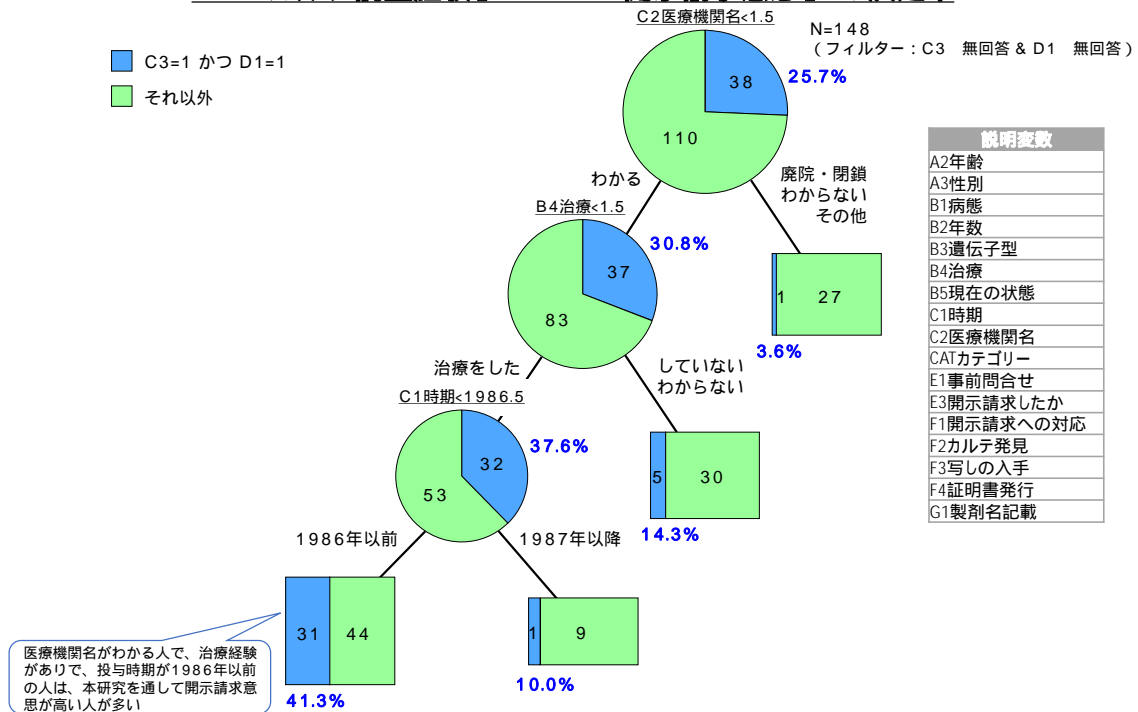 C2医療機関名<1.5
N=148
(フィルター:C3 無回答 & D1 無回答)
C3=1 かつ D1=1
それ以外
38
25.7%
110
わかる
廃院・閉鎖
わからない
その他
B4治療<1.5
30.8%
37
83
1
27
3.6%
治療をした
していない
わからない
C1時期<1986.5
37.6%
32
53
5
30
14.3%
1986年以前
1987年以降
31
44
41.3%
1
9
10.0%
医療機関名がわかる人で、治療経験
がありで、投与時期が1986年以前
の人は、本研究を通して開示請求意
思が高い人が多い
説明変数
A2年齢
A3性別
B1病態
B2年数
B3遺伝子型
B4治療
B5現在の状態
C1時期
C2医療機関名
CATカテゴリー
E1事前問合せ
E3開示請求したか
F1開示請求への対応
F2カルテ発見
F3写しの入手
F4証明書発行
G1製剤名記載